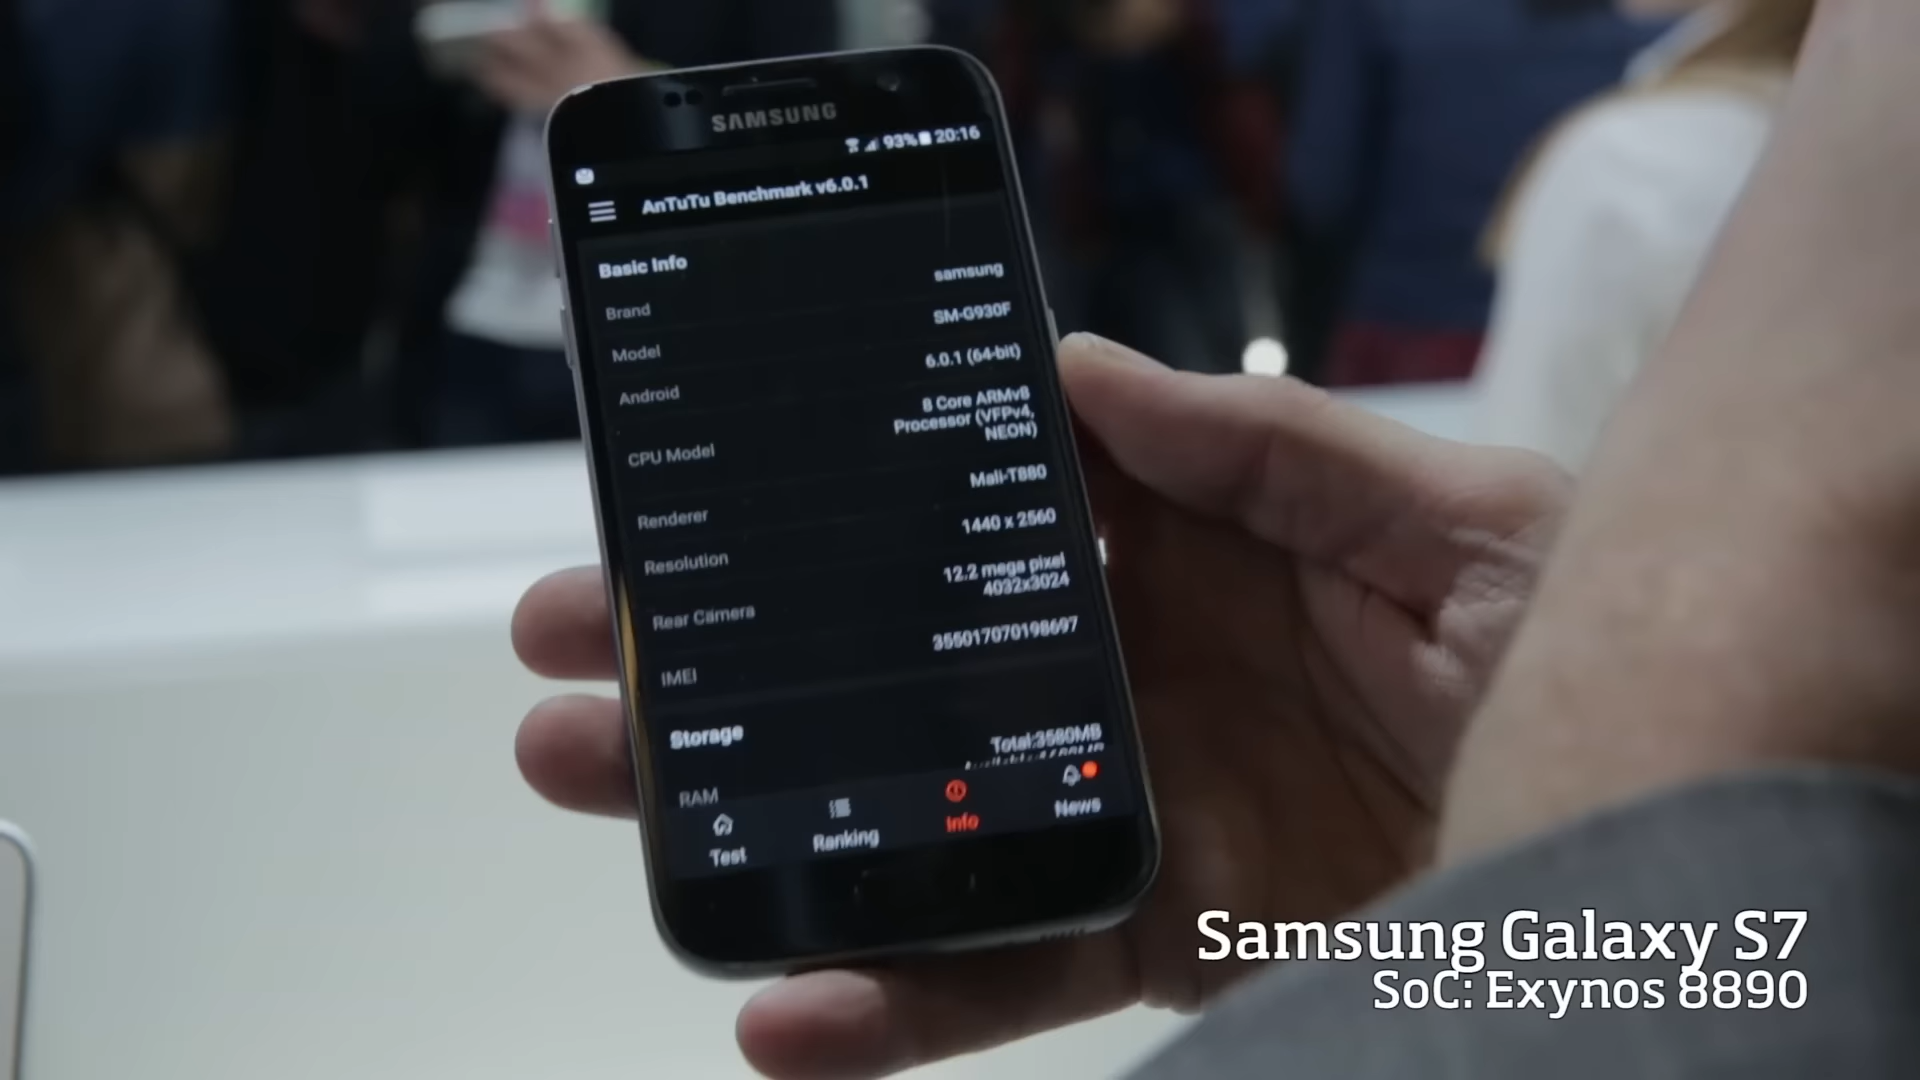 SAMSUNG
93% 20:16
AnTuTu Benchmark v6.0.1
Basic Info
Brand samsung
Model SM-G930F
Android 6.0.1 (64-bit)
CPU Model 8 Core ARMv8
Processor (VFPv4,
NEON)
Renderer Mali-T880
Resolution 1440 x 2560
Rear Camera 12.2 mega pixel
4032x3024
IMEI 355017070198697
Storage
RAM Total:3580MB
Test Ranking Info News
Samsung Galaxy S7
SoC: Exynos 8890